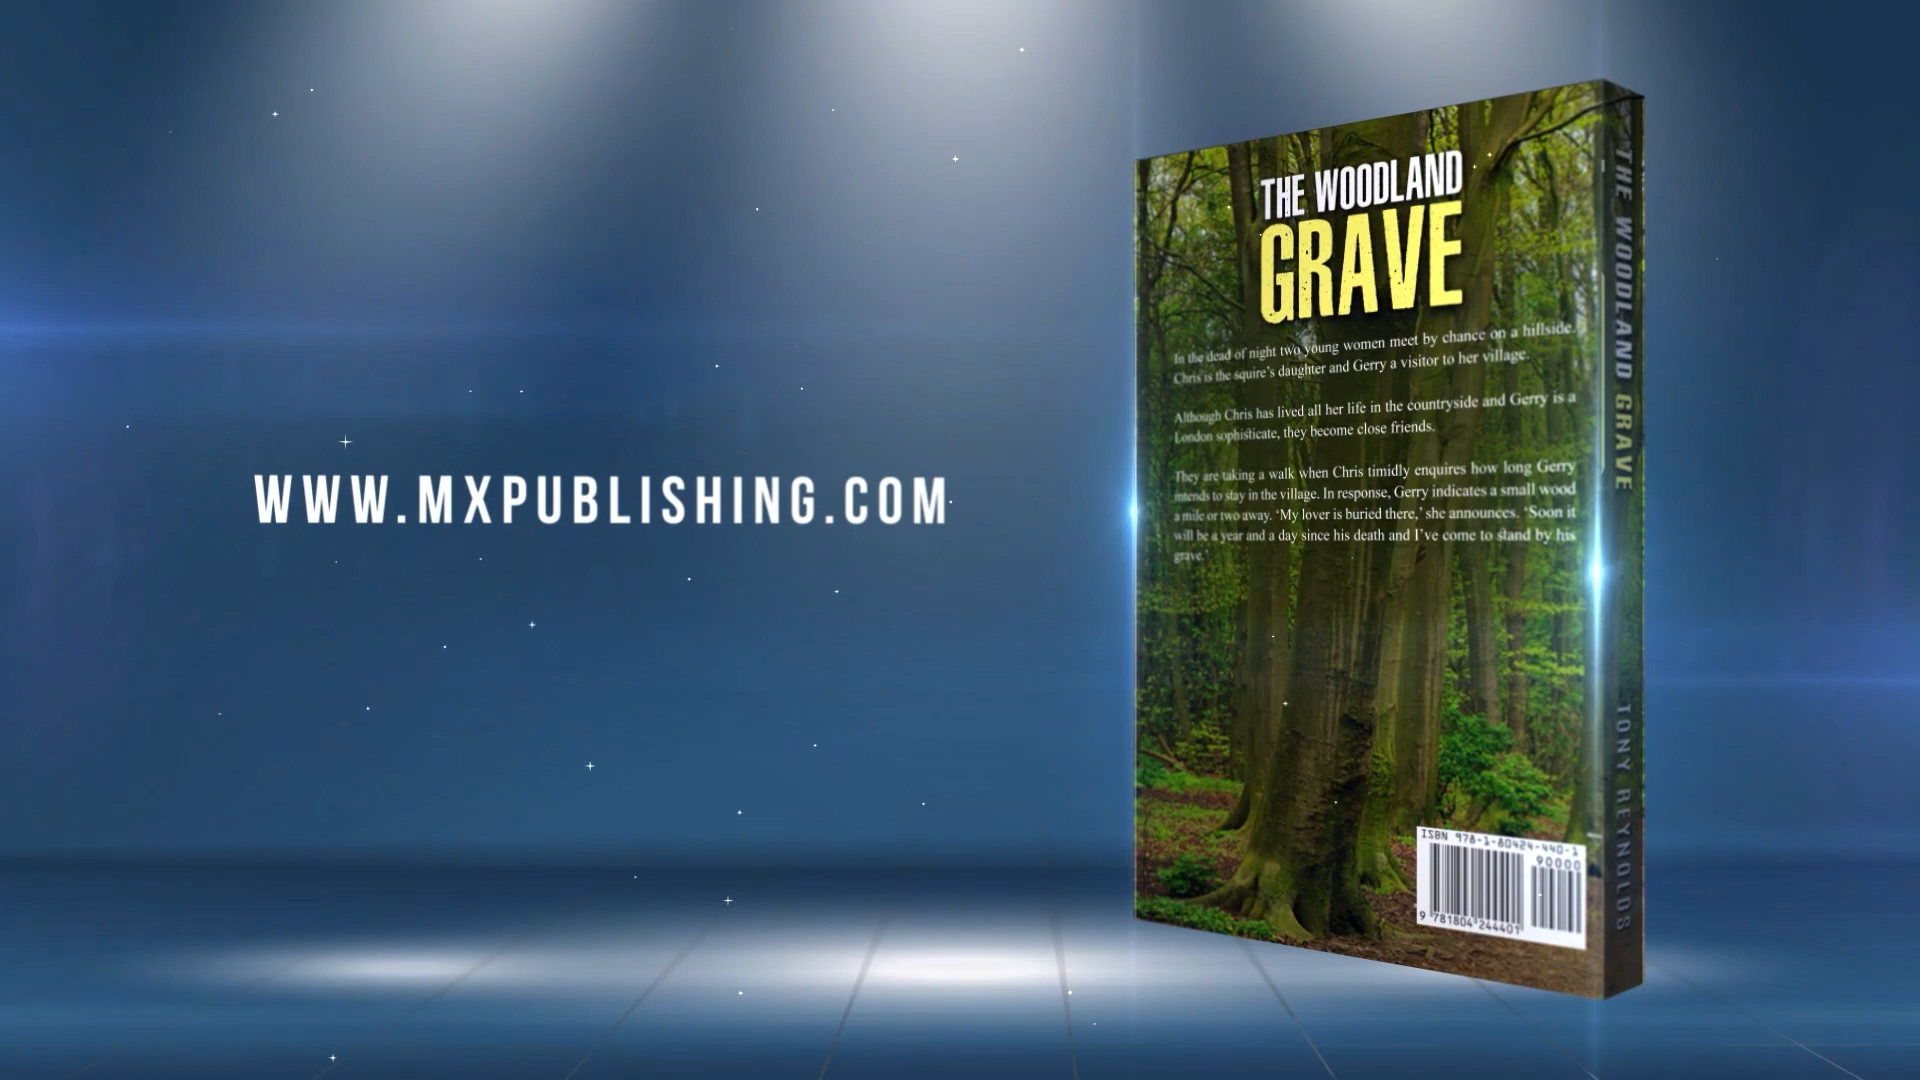 WWW.MXPUBLISHING.COM
THE WOODLAND
GRAVE
In the dead of night two young women meet by chance on a hillside.
Chris is the squire's daughter and Gerry a visitor to her village.
Although Chris has lived all her life in the countryside and Gerry is a
London sophisticate, they become close friends.
They are taking a walk when Chris timidly enquires how long Gerry
intends to stay in the village. In response, Gerry indicates a small wood
a mile or two away. ‘My lover is buried there,’ she announces. ‘Soon it
will be a year and a day since his death and I’ve come to stand by his
grave.’
ISBN 978-1-80424-440-1
90000
9 781804 244401
THE WOODLAND GRAVE
TONY REYNOLDS